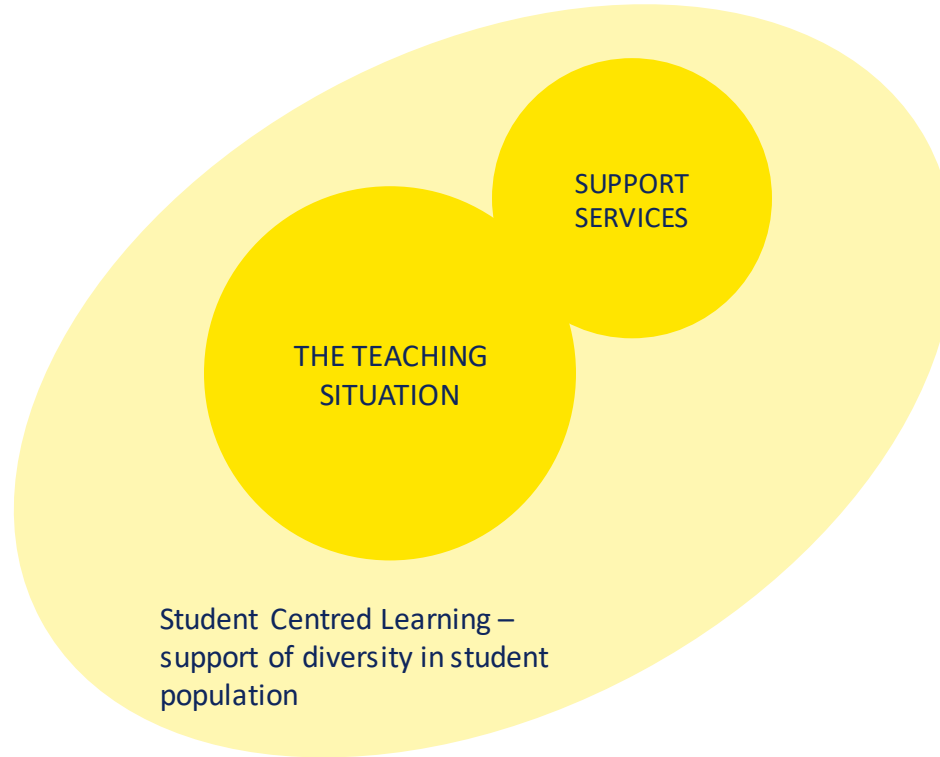 SUPPORT
SERVICES
THE TEACHING
SITUATION
Student Centred Learning –
support of diversity in student
population